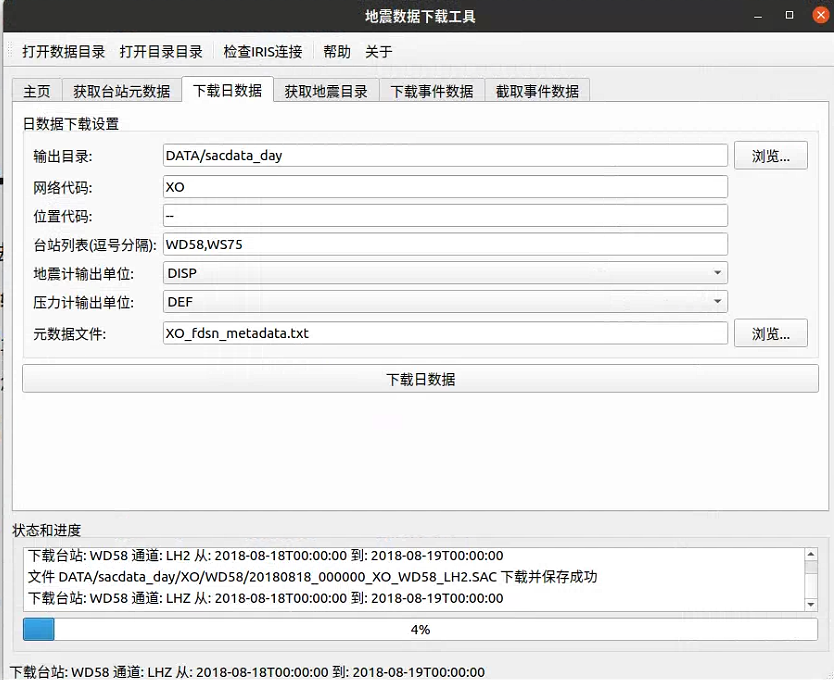 地震数据下载工具
打开数据目录 打开目录目录 检查IRIS连接 帮助 关于
主页 获取台站元数据 下载日数据 获取地震目录 下载事件数据 截取事件数据
日数据下载设置
输出目录: DATA/sacdata_day 浏览...
网络代码: XO
位置代码: --
台站列表(逗号分隔): WD58,WS75
地震计输出单位: DISP
压力计输出单位: DEF
元数据文件: XO_fdsn_metadata.txt 浏览...
下载日数据
状态和进度
下载台站: WD58 通道: LH2 从: 2018-08-18T00:00:00 到: 2018-08-19T00:00:00
文件 DATA/sacdata_day/XO/WD58/20180818_000000_XO_WD58_LH2.SAC 下载并保存成功
下载台站: WD58 通道: LHZ 从: 2018-08-18T00:00:00 到: 2018-08-19T00:00:00
4%
下载台站: WD58 通道: LHZ 从: 2018-08-18T00:00:00 到: 2018-08-19T00:00:00